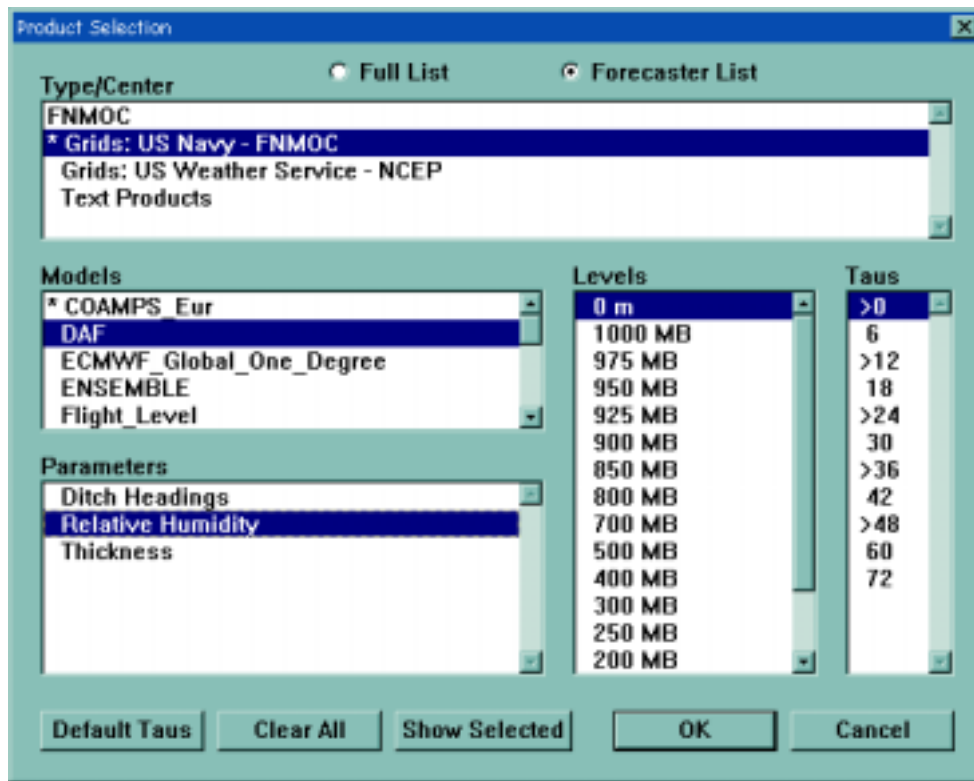 Product Selection
Full List
Forecaster List
Type/Center
FNMOC
* Grids: US Navy - FNMOC
Grids: US Weather Service - NCEP
Text Products
Models
* COAMPS_Eur
DAF
ECMWF_Global_One_Degree
ENSEMBLE
Flight_Level
Parameters
Ditch Headings
Relative Humidity
Thickness
Levels
0 m
1000 MB
975 MB
950 MB
925 MB
900 MB
850 MB
800 MB
700 MB
500 MB
400 MB
300 MB
250 MB
200 MB
Taus
>0
6
>12
18
>24
30
>36
42
>48
60
72
Default Taus
Clear All
Show Selected
OK
Cancel